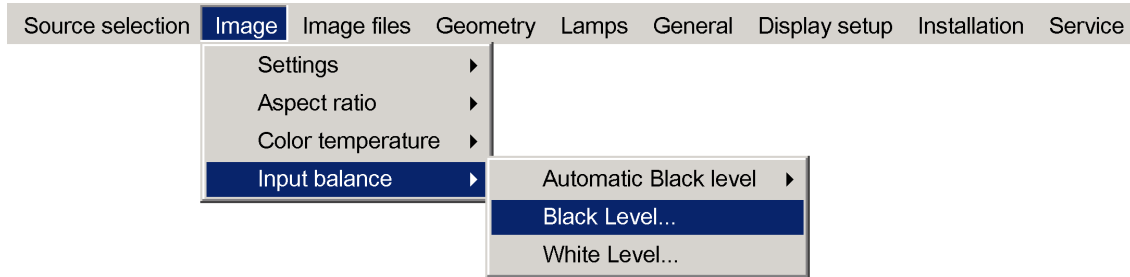 Source selection Image Image files Geometry Lamps General Display setup Installation Service
Settings
Aspect ratio
Color temperature
Input balance
Automatic Black level
Black Level...
White Level...